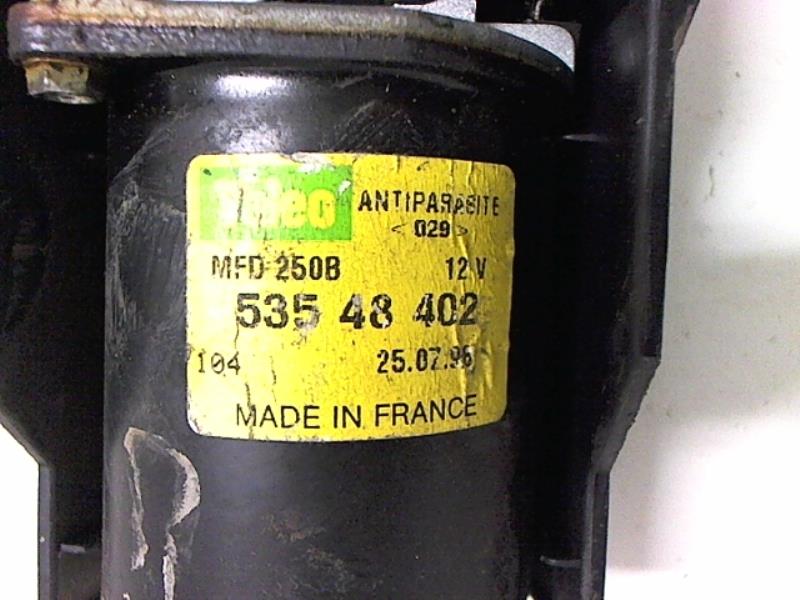 Valeo ANTIPARASITE
< 029 >
MFD 250B 12 V
535 48 402
104 25.07.96
MADE IN FRANCE